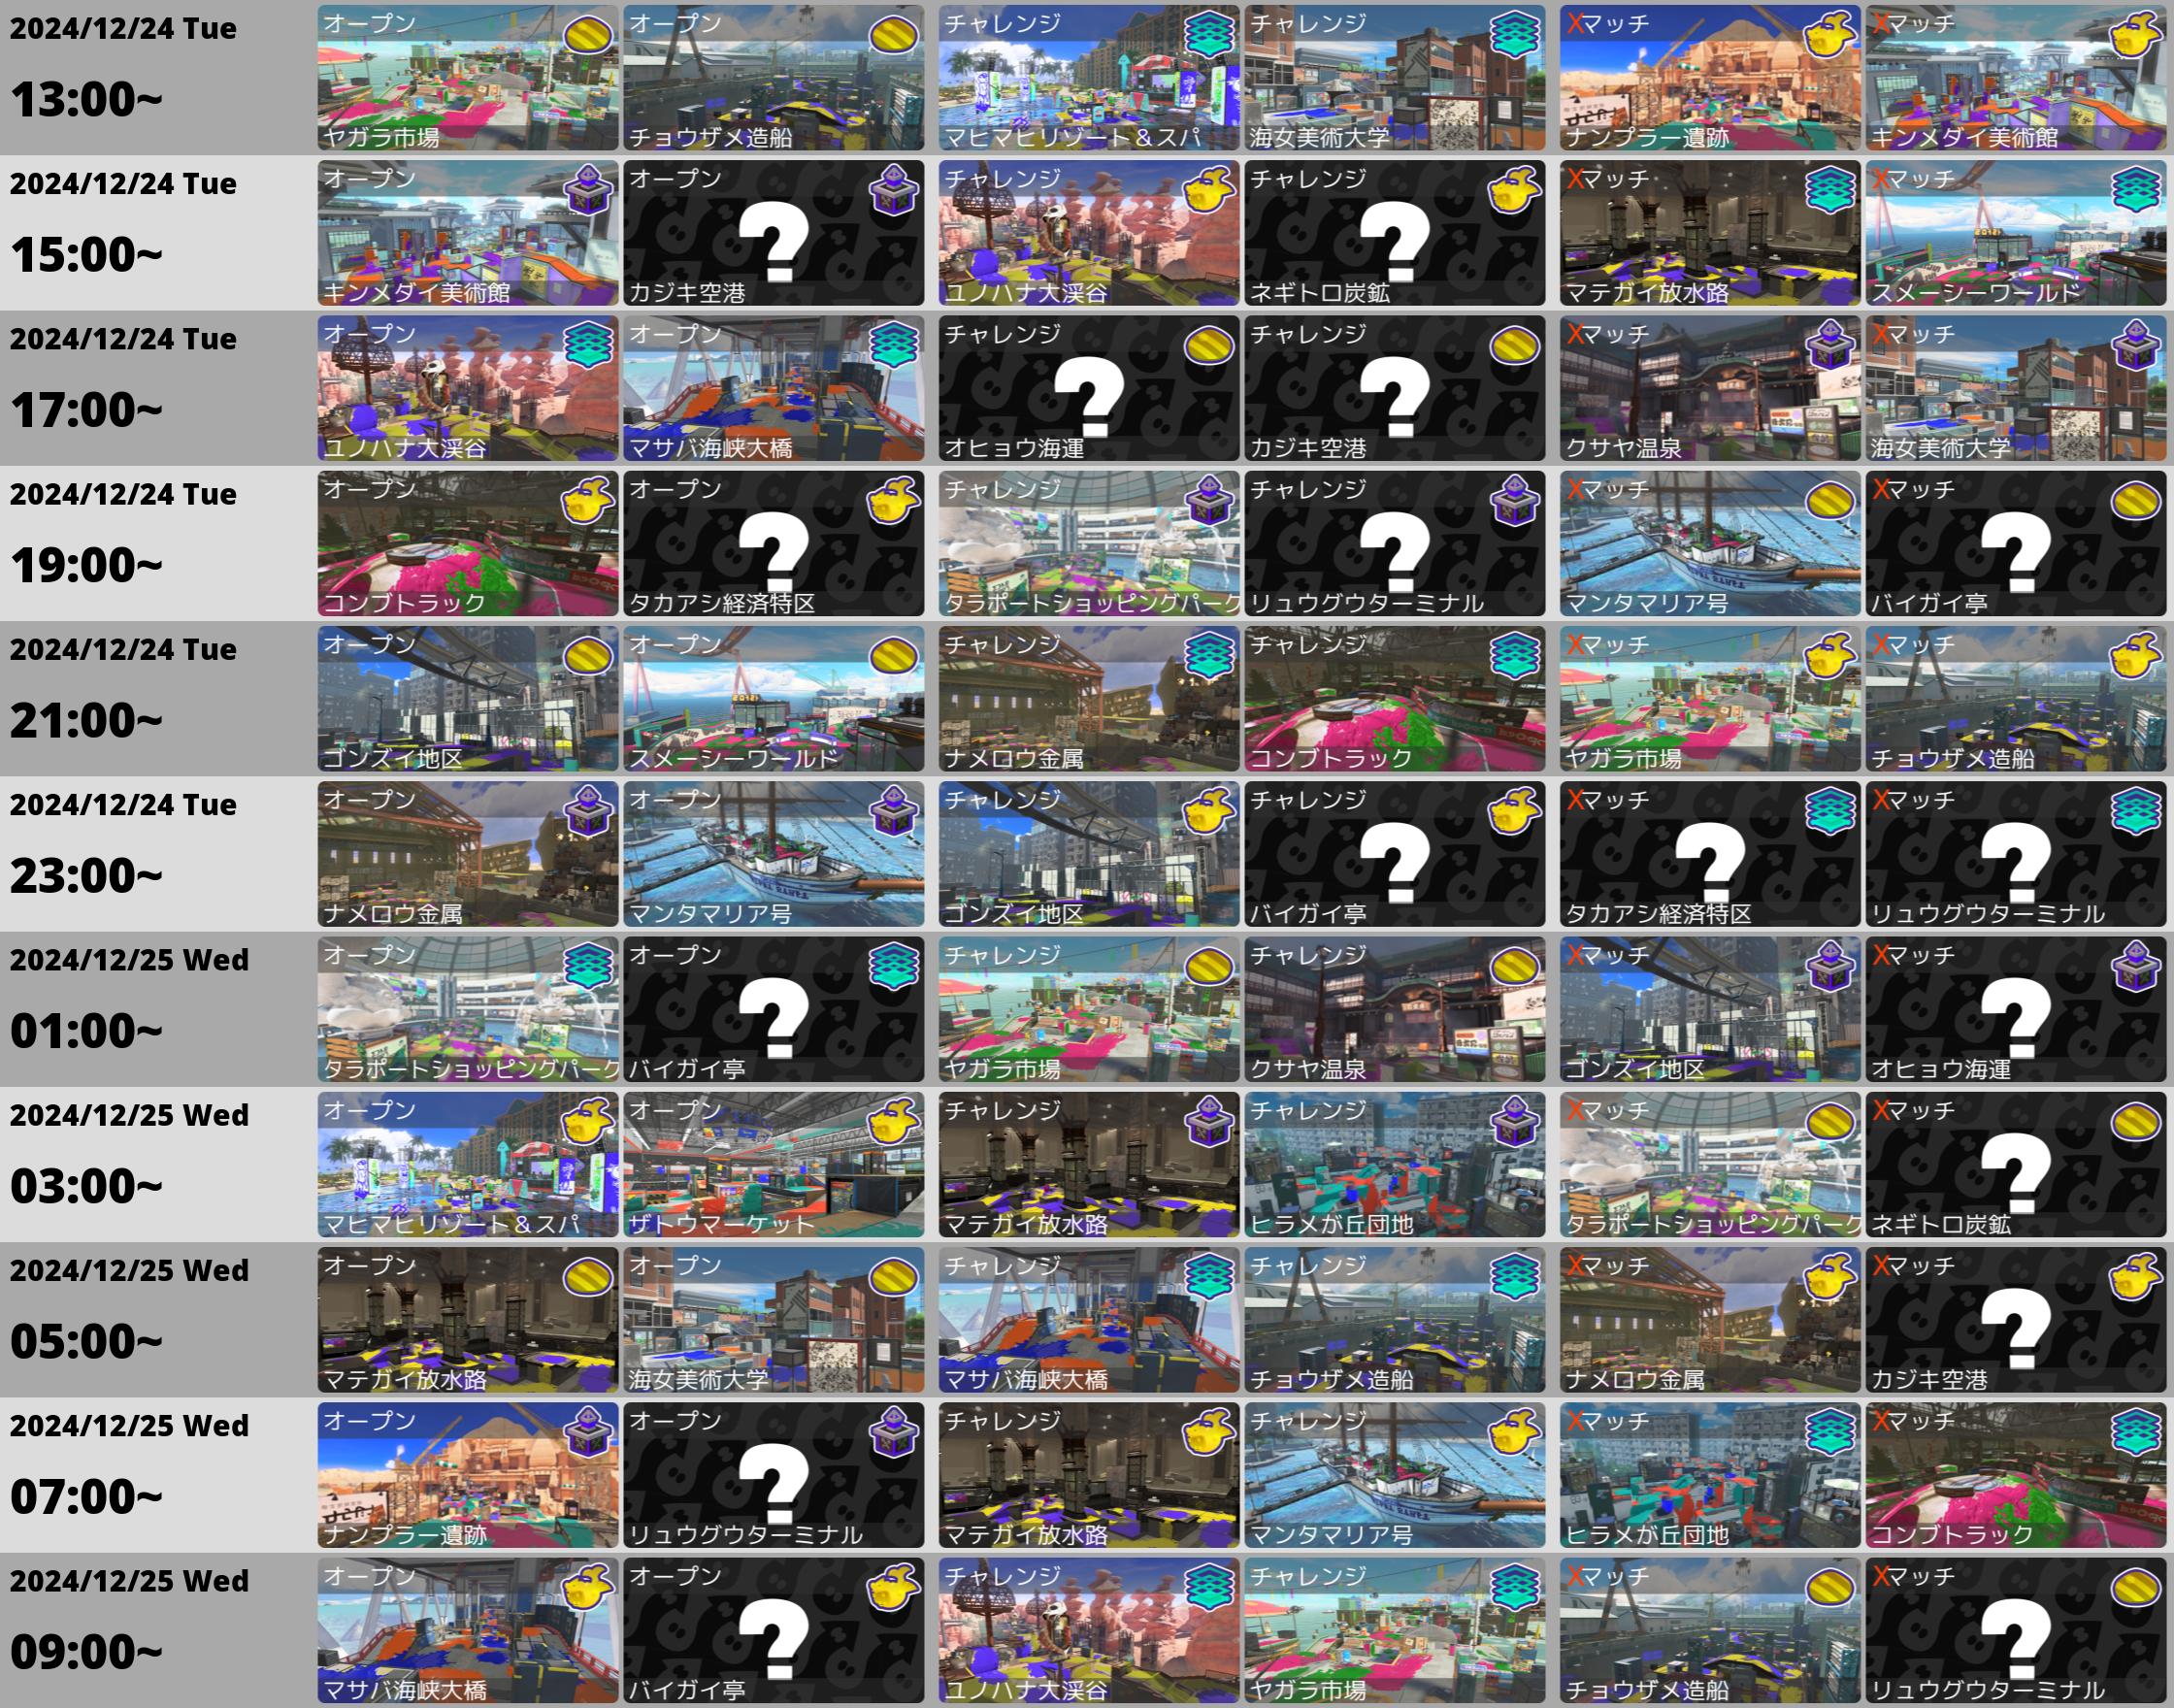 2024/12/24 Tue
13:00~
オープン
ヤガラ市場
オープン
チョウザメ造船
チャレンジ
マヒマヒリゾート＆スパ
チャレンジ
海女美術大学
Xマッチ
ナンプラー遺跡
Xマッチ
キンメダイ美術館
2024/12/24 Tue
15:00~
オープン
キンメダイ美術館
オープン
?
カジキ空港
チャレンジ
ユノハナ大渓谷
チャレンジ
?
ネギトロ炭鉱
Xマッチ
マテガイ放水路
Xマッチ
スメーシーワールド
2024/12/24 Tue
17:00~
オープン
ユノハナ大渓谷
オープン
マサバ海峡大橋
チャレンジ
?
オヒョウ海運
チャレンジ
?
カジキ空港
Xマッチ
クサヤ温泉
Xマッチ
海女美術大学
2024/12/24 Tue
19:00~
オープン
コンブトラック
オープン
?
タカアシ経済特区
チャレンジ
タラポートショッピングパーク
チャレンジ
?
リュウグウターミナル
Xマッチ
マンタマリア号
Xマッチ
?
バイガイ亭
2024/12/24 Tue
21:00~
オープン
ゴンズイ地区
オープン
スメーシーワールド
チャレンジ
ナメロウ金属
チャレンジ
コンブトラック
Xマッチ
ヤガラ市場
Xマッチ
チョウザメ造船
2024/12/24 Tue
23:00~
オープン
ナメロウ金属
オープン
マンタマリア号
チャレンジ
ゴンズイ地区
チャレンジ
?
バイガイ亭
Xマッチ
?
タカアシ経済特区
Xマッチ
?
リュウグウターミナル
2024/12/25 Wed
01:00~
オープン
タラポートショッピングパーク
オープン
?
バイガイ亭
チャレンジ
ヤガラ市場
チャレンジ
クサヤ温泉
Xマッチ
ゴンズイ地区
Xマッチ
?
オヒョウ海運
2024/12/25 Wed
03:00~
オープン
マヒマヒリゾート＆スパ
オープン
ザトウマーケット
チャレンジ
マテガイ放水路
チャレンジ
ヒラメが丘団地
Xマッチ
タラポートショッピングパーク
Xマッチ
?
ネギトロ炭鉱
2024/12/25 Wed
05:00~
オープン
マテガイ放水路
オープン
海女美術大学
チャレンジ
マサバ海峡大橋
チャレンジ
チョウザメ造船
Xマッチ
ナメロウ金属
Xマッチ
?
カジキ空港
2024/12/25 Wed
07:00~
オープン
ナンプラー遺跡
オープン
?
リュウグウターミナル
チャレンジ
マテガイ放水路
チャレンジ
マンタマリア号
Xマッチ
ヒラメが丘団地
Xマッチ
コンブトラック
2024/12/25 Wed
09:00~
オープン
マサバ海峡大橋
オープン
?
バイガイ亭
チャレンジ
ユノハナ大渓谷
チャレンジ
ヤガラ市場
Xマッチ
チョウザメ造船
Xマッチ
?
リュウグウターミナル